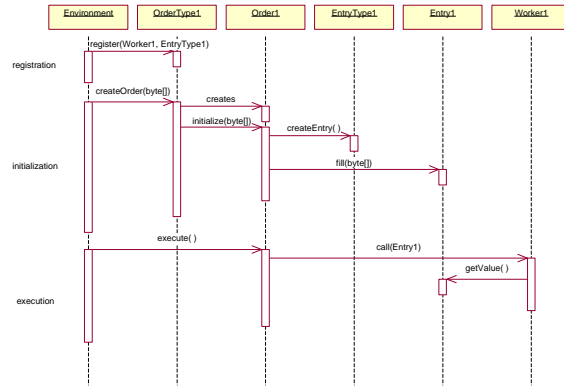 Environment OrderType1 Order1 EntryType1 Entry1 Worker1
register(Worker1, EntryType1)
registration
createOrder(byte[])
creates
initialize(byte[])
createEntry( )
initialization
fill(byte[])
execute( )
call(Entry1)
getValue( )
execution